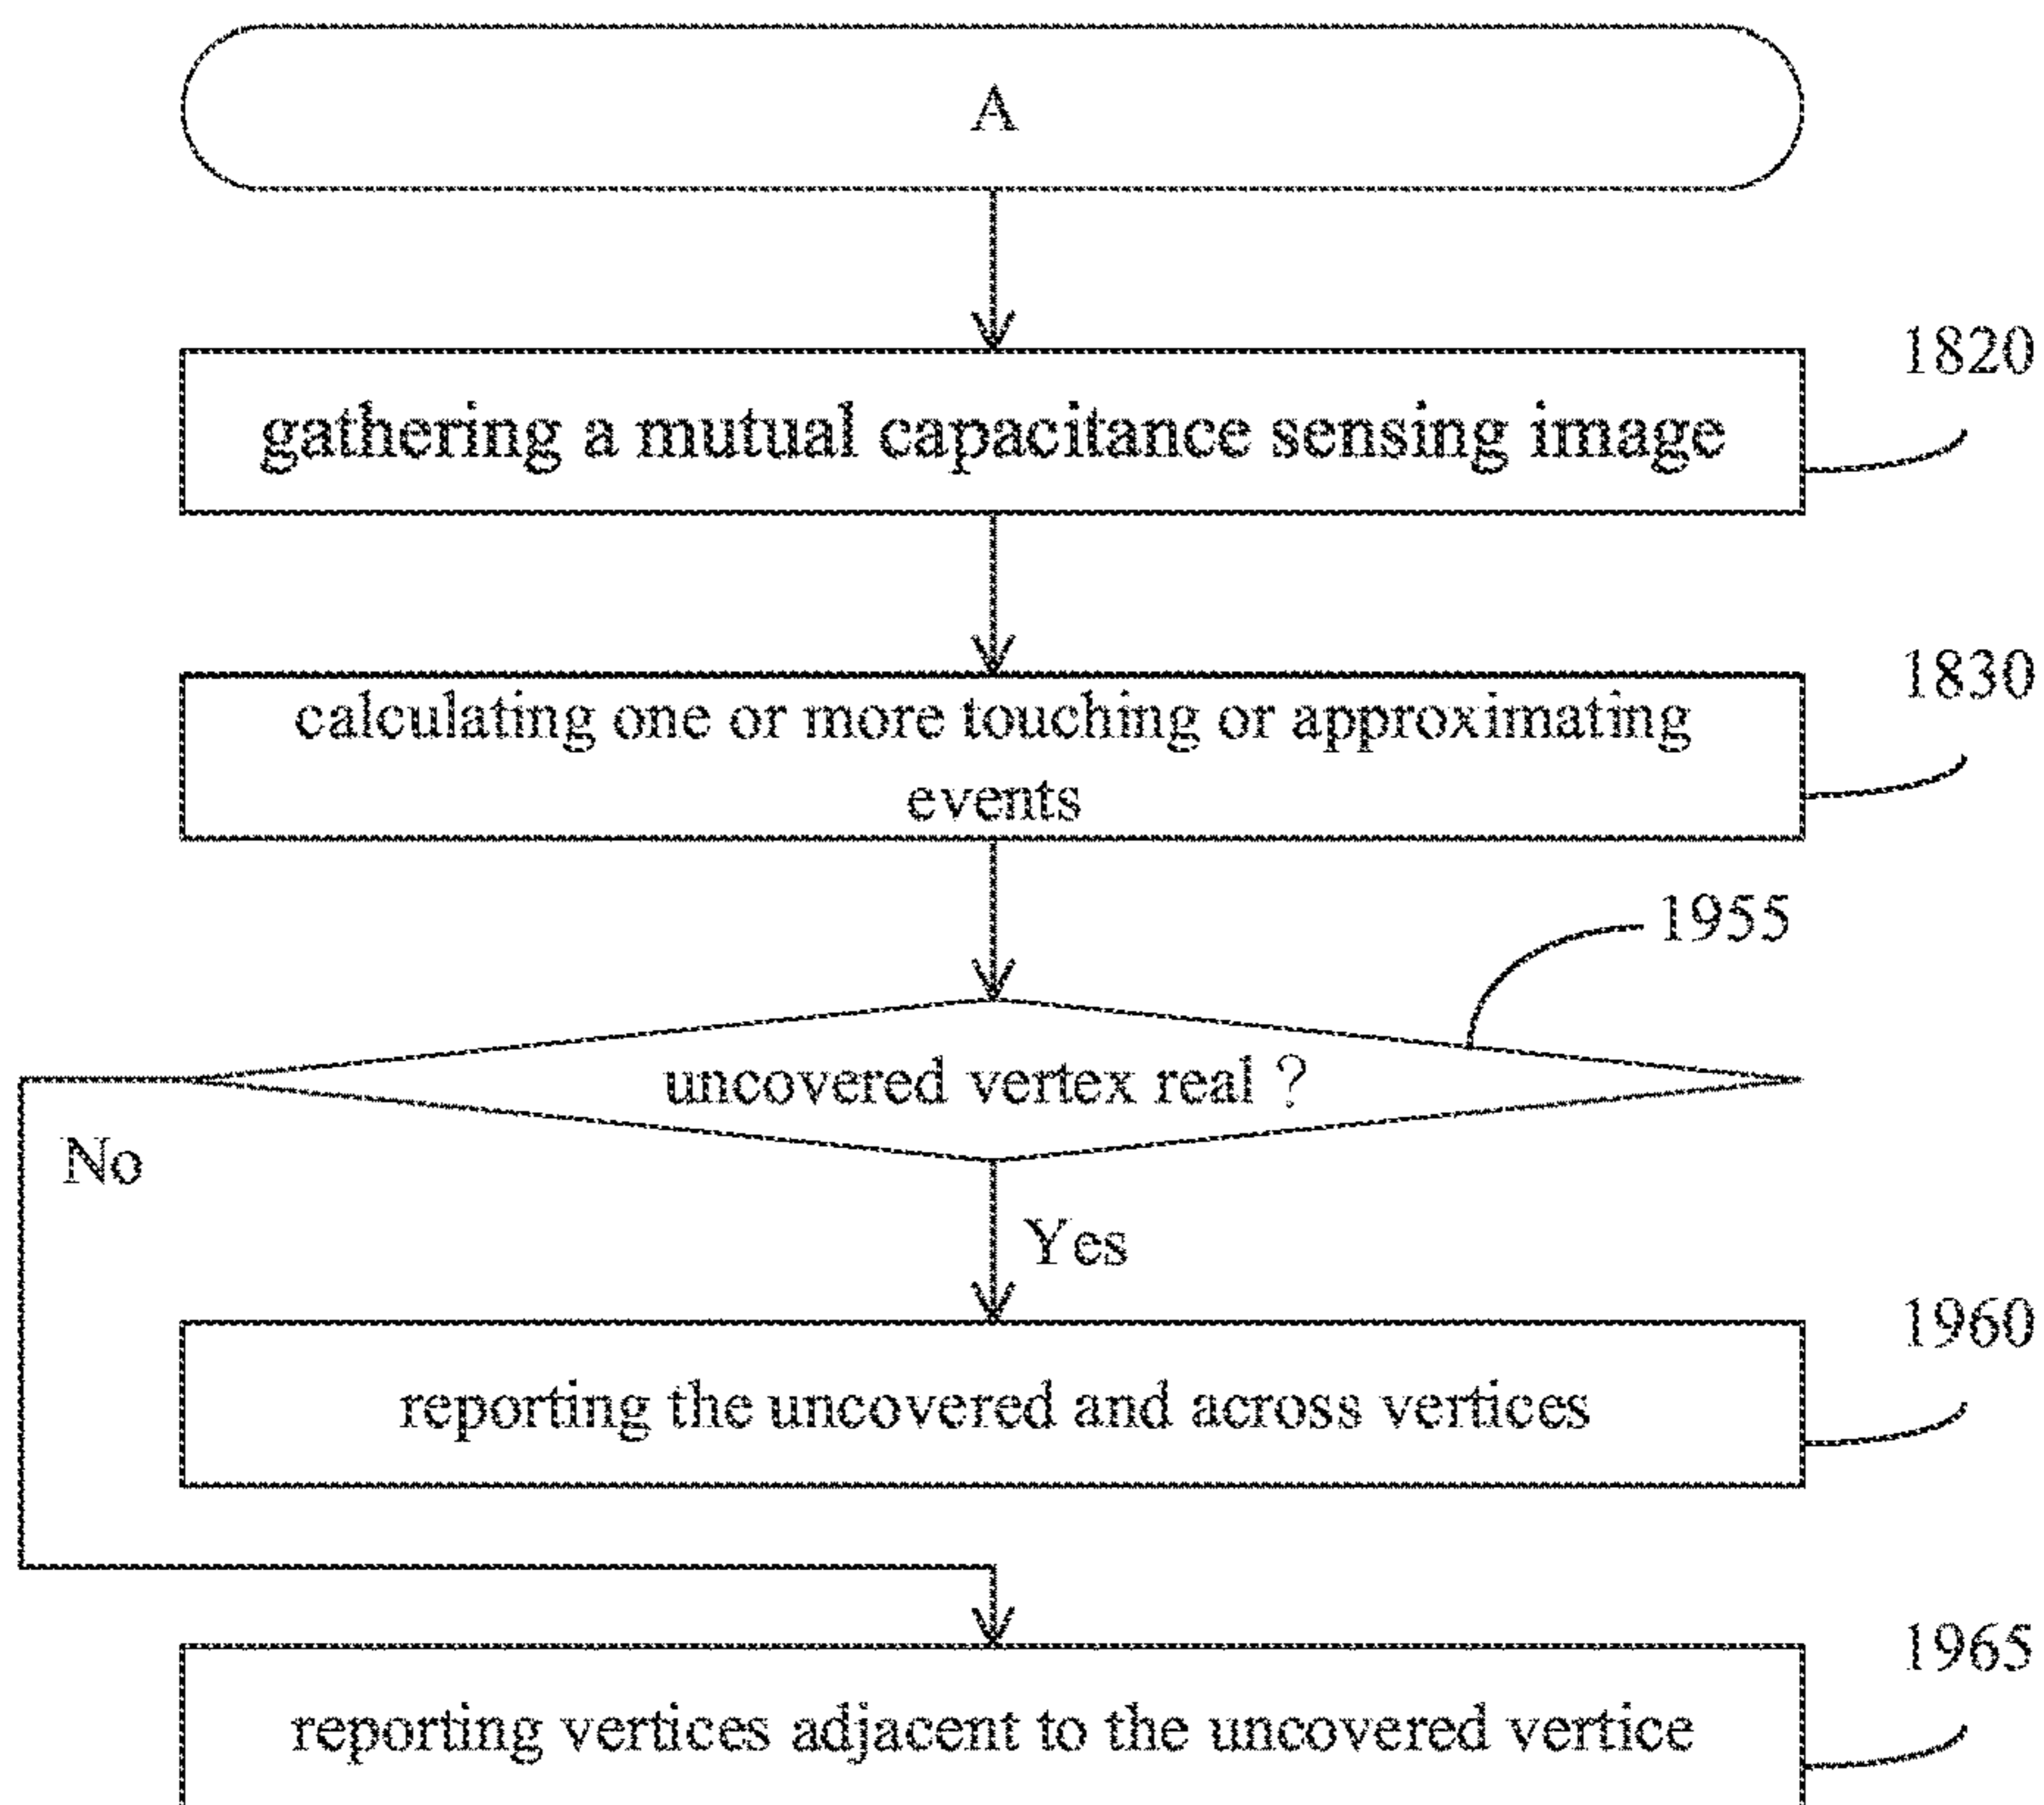 A
1820
gathering a mutual capacitance sensing image
1830
calculating one or more touching or approximating
events
1955
uncovered vertex real ?
No
Yes
1960
reporting the uncovered and across vertices
1965
reporting vertices adjacent to the uncovered vertice